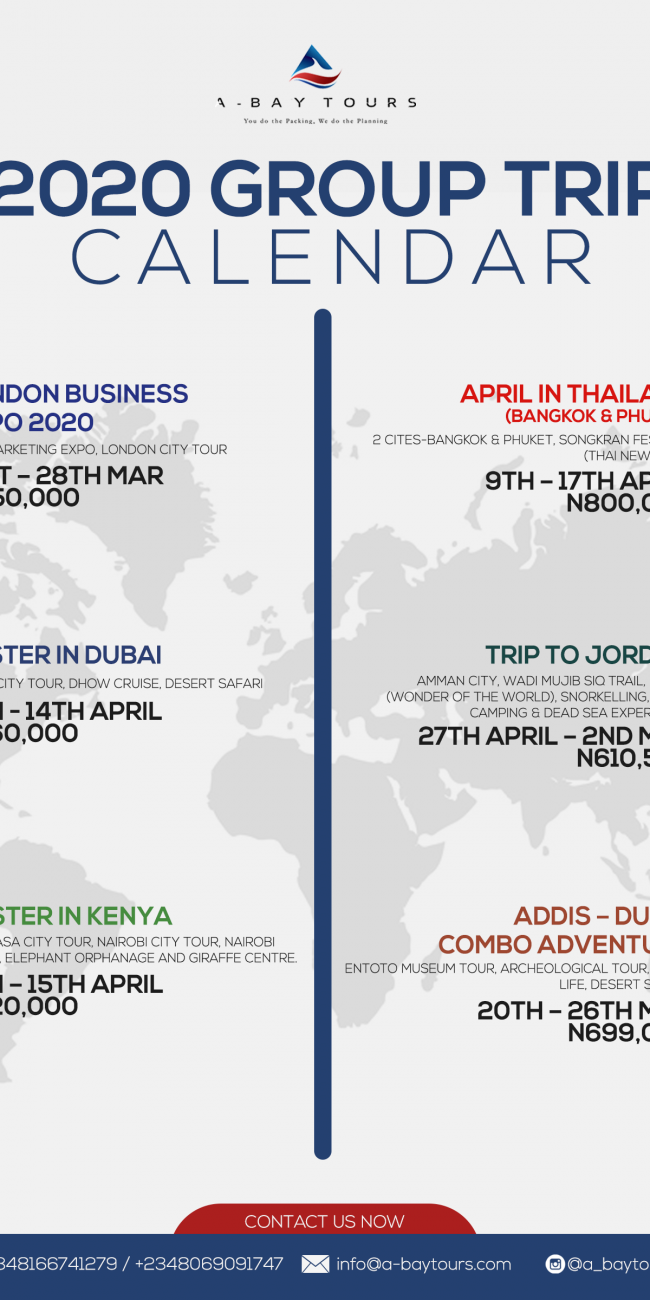 A-BAY TOURS
You do the Packing, We do the Planning
2020 GROUP TRIP
CALENDAR
NDON BUSINESS
PO 2020
ARKETING EXPO, LONDON CITY TOUR
T – 28TH MAR
50,000
STER IN DUBAI
CITY TOUR, DHOW CRUISE, DESERT SAFARI
- 14TH APRIL
60,000
STER IN KENYA
ASA CITY TOUR, NAIROBI CITY TOUR, NAIROBI
, ELEPHANT ORPHANAGE AND GIRAFFE CENTRE.
– 15TH APRIL
20,000
APRIL IN THAILA
(BANGKOK & PHU
2 CITES-BANGKOK & PHUKET, SONGKRAN FES
(THAI NEW
9TH – 17TH AP
N800,0
TRIP TO JORD
AMMAN CITY, WADI MUJIB SIQ TRAIL,
(WONDER OF THE WORLD), SNORKELLING,
CAMPING & DEAD SEA EXPER
27TH APRIL – 2ND M
N610,5
ADDIS – DU
COMBO ADVENTU
ENTOTO MUSEUM TOUR, ARCHEOLOGICAL TOUR,
LIFE, DESERT S
20TH – 26TH M
N699,0
CONTACT US NOW
348166741279 / +2348069091747 info@a-baytours.com @a_bayto